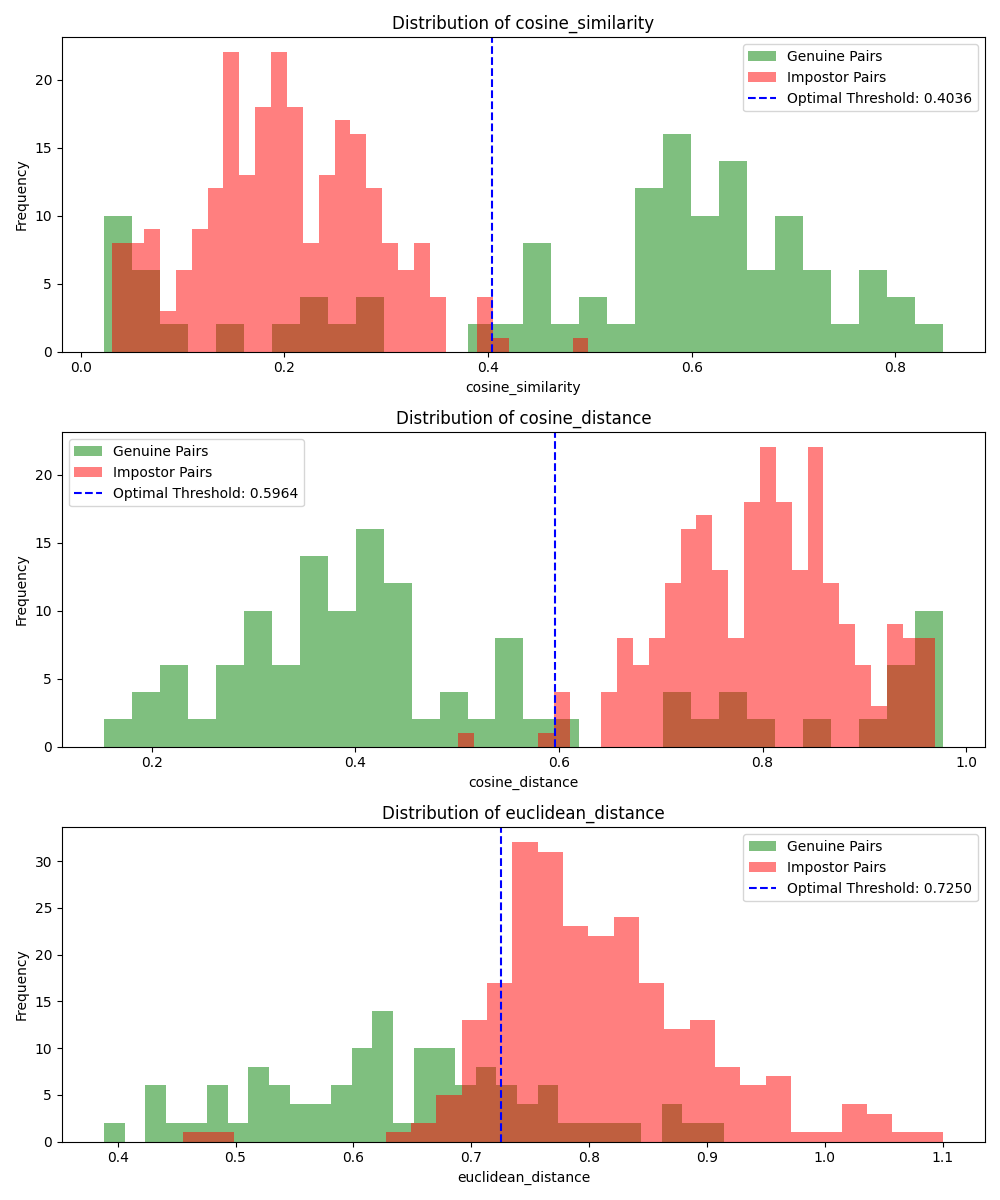 Distribution of cosine_similarity
Frequency
20
15
10
5
0
Genuine Pairs
Impostor Pairs
Optimal Threshold: 0.4036
0.0 0.2 0.4 0.6 0.8
cosine_similarity
Distribution of cosine_distance
Frequency
20
15
10
5
0
Genuine Pairs
Impostor Pairs
Optimal Threshold: 0.5964
0.2 0.4 0.6 0.8 1.0
cosine_distance
Distribution of euclidean_distance
Frequency
30
25
20
15
10
5
0
Genuine Pairs
Impostor Pairs
Optimal Threshold: 0.7250
0.4 0.5 0.6 0.7 0.8 0.9 1.0 1.1
euclidean_distance